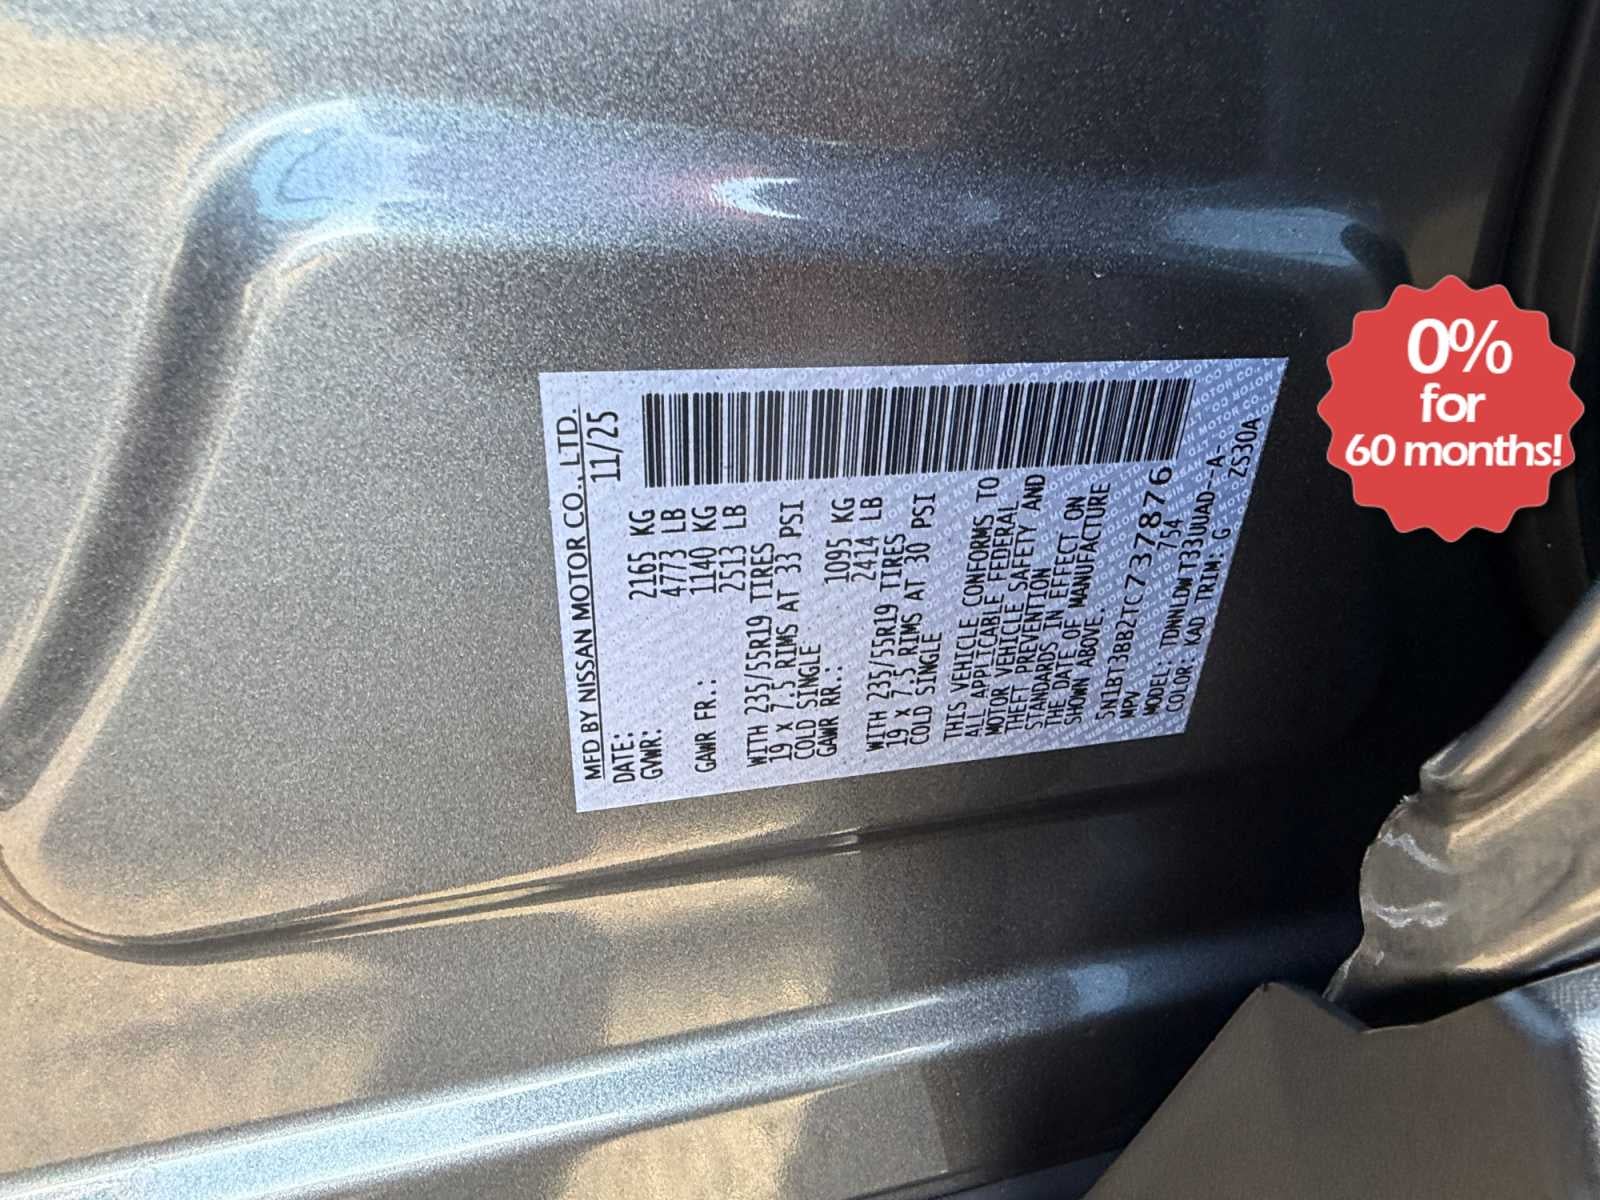 MFD BY NISSAN MOTOR CO., LTD.
DATE: 11/25
GVWR: 2165 KG
4773 LB
GAWR FR.: 1140 KG
2513 LB
WITH 235/55R19 TIRES
19 X 7.5 RIMS AT 33 PSI
COLD SINGLE
GAWR RR.: 1095 KG
2414 LB
WITH 235/55R19 TIRES
19 X 7.5 RIMS AT 30 PSI
COLD SINGLE
THIS VEHICLE CONFORMS TO
ALL APPLICABLE FEDERAL
MOTOR VEHICLE SAFETY AND
THEFT PREVENTION
STANDARDS IN EFFECT ON
THE DATE OF MANUFACTURE
SHOWN ABOVE
5N1BT3BB2TC737876
MPV 754
MODEL: TDNNLDWT33UUAD--A-
COLOR: KAD TRIM: G ZS30A
0%
for
60 months!